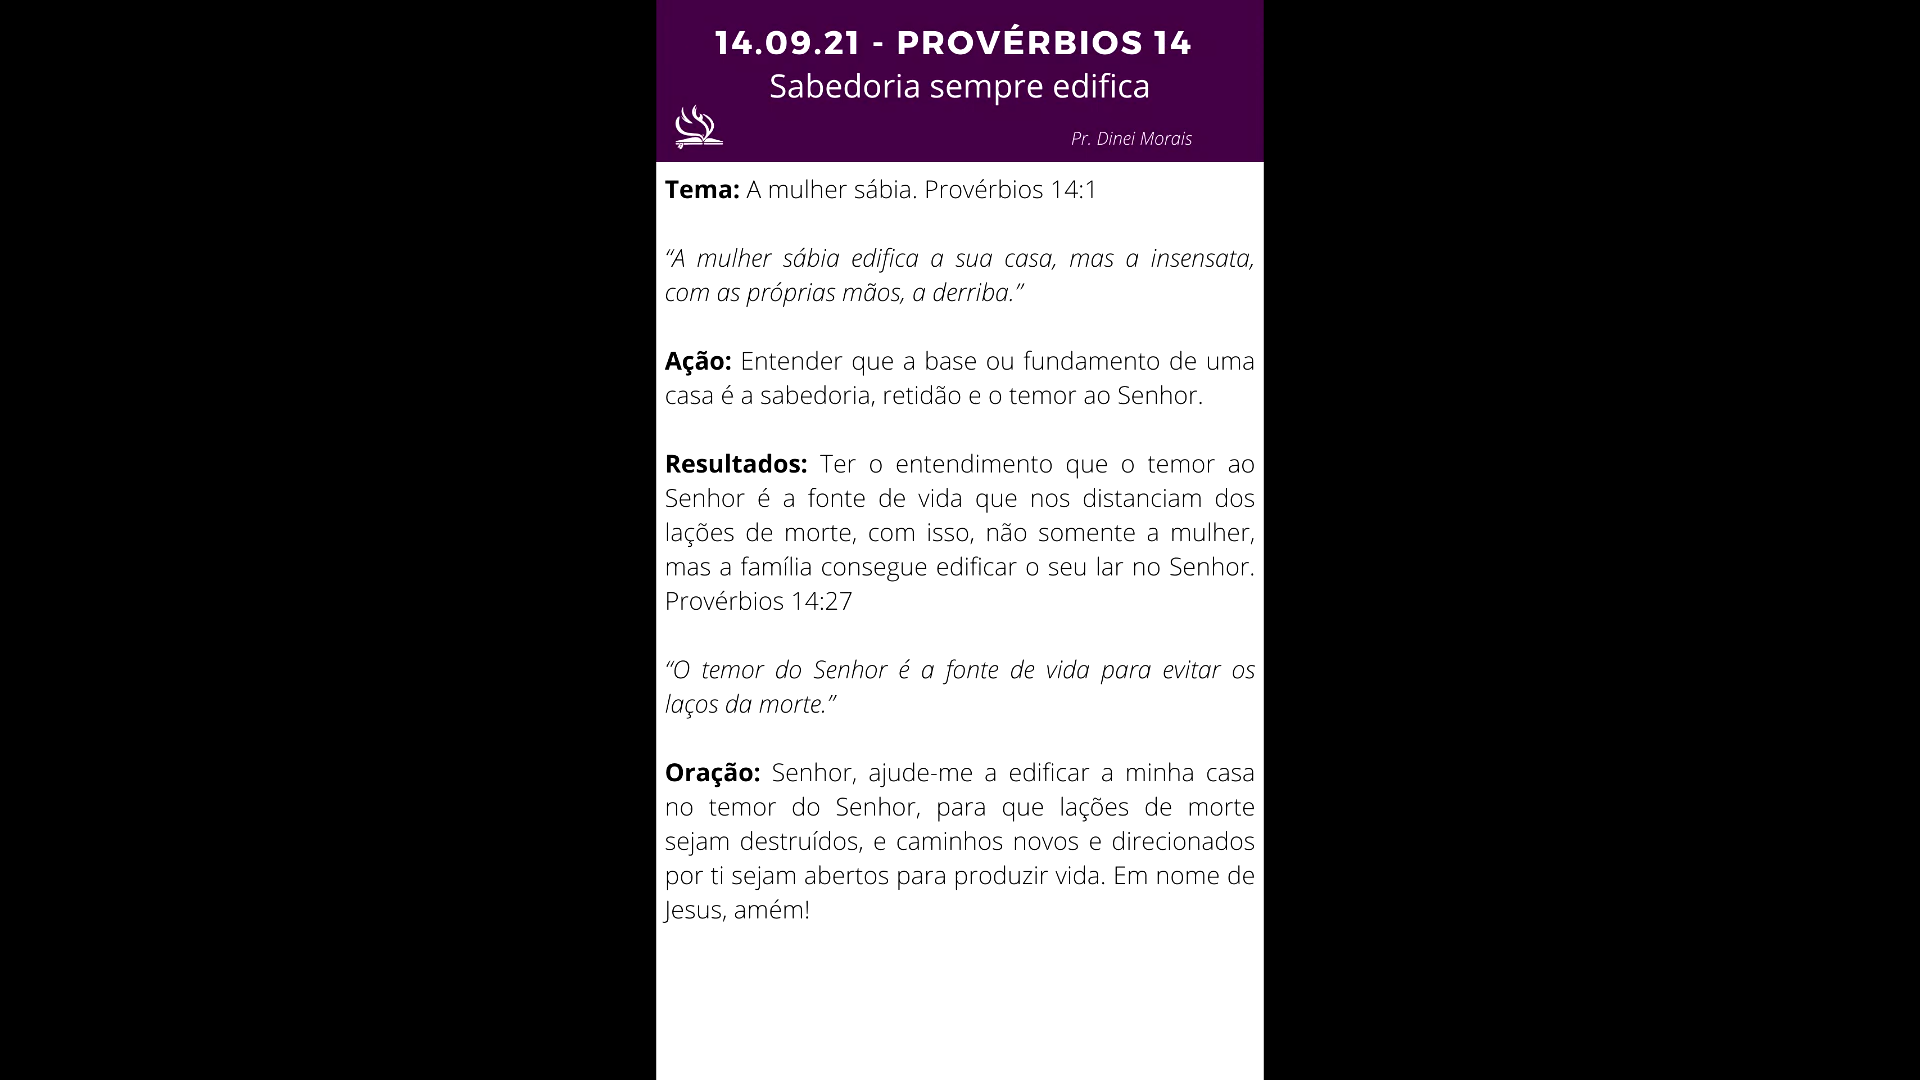 14.09.21 - PROVÉRBIOS 14
Sabedoria sempre edifica
Pr. Dinei Morais
Tema: A mulher sábia. Provérbios 14:1
“A mulher sábia edifica a sua casa, mas a insensata,
com as próprias mãos, a derriba.”
Ação: Entender que a base ou fundamento de uma
casa é a sabedoria, retidão e o temor ao Senhor.
Resultados: Ter o entendimento que o temor ao
Senhor é a fonte de vida que nos distanciam dos
lações de morte, com isso, não somente a mulher,
mas a família consegue edificar o seu lar no Senhor.
Provérbios 14:27
“O temor do Senhor é a fonte de vida para evitar os
laços da morte.”
Oração: Senhor, ajude-me a edificar a minha casa
no temor do Senhor, para que lações de morte
sejam destruídos, e caminhos novos e direcionados
por ti sejam abertos para produzir vida. Em nome de
Jesus, amém!